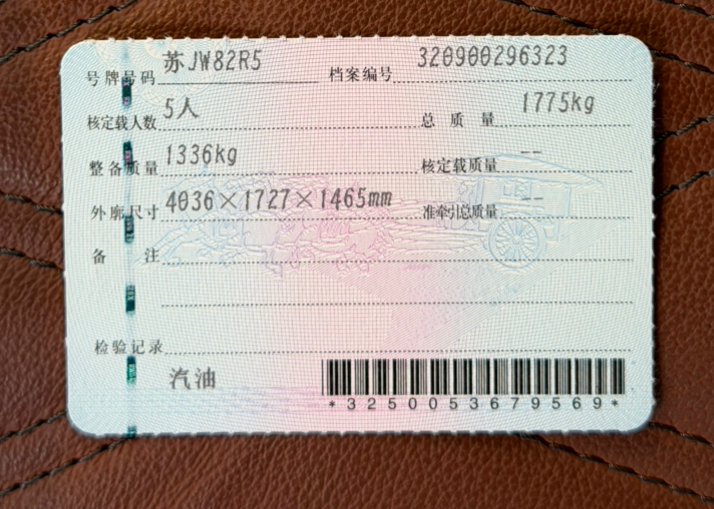 号牌号码 苏JW82R5 档案编号 320900296323
核定载人数 5人 总质量 1775kg
整备质量 1336kg 核定载质量 --
外廓尺寸 4036×1727×1465mm 准牵引总质量 --
备注
检验记录
汽油
*3250053679569*